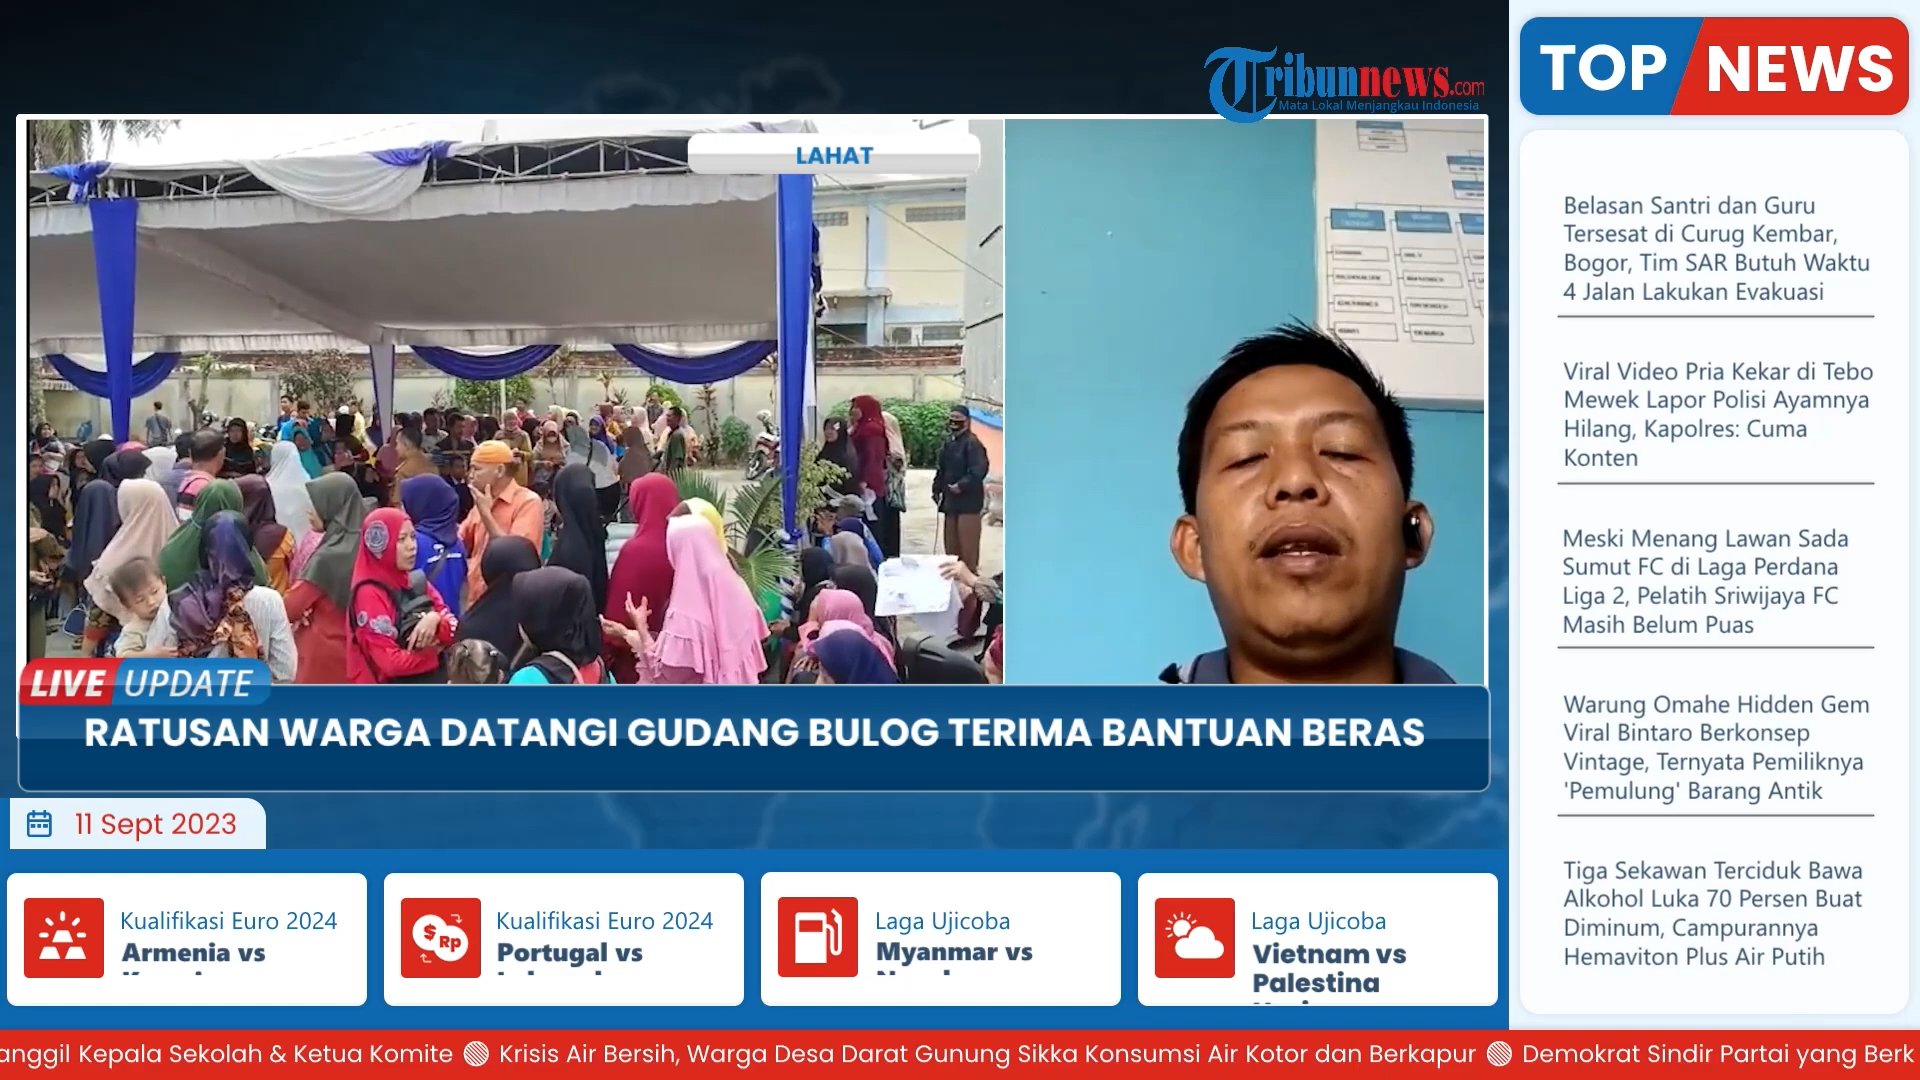 Tribunnews.com
Mata Lokal Menjangkau Indonesia
LAHAT
LIVE UPDATE
RATUSAN WARGA DATANGI GUDANG BULOG TERIMA BANTUAN BERAS
11 Sept 2023
Kualifikasi Euro 2024
Armenia vs
Kualifikasi Euro 2024
Portugal vs
$ Rp
Laga Ujicoba
Myanmar vs
Laga Ujicoba
Vietnam vs
Palestina
anggil Kepala Sekolah & Ketua Komite
Krisis Air Bersih, Warga Desa Darat Gunung Sikka Konsumsi Air Kotor dan Berkapur
Demokrat Sindir Partai yang Berk
TOP NEWS
Belasan Santri dan Guru
Tersesat di Curug Kembar,
Bogor, Tim SAR Butuh Waktu
4 Jalan Lakukan Evakuasi
Viral Video Pria Kekar di Tebo
Mewek Lapor Polisi Ayamnya
Hilang, Kapolres: Cuma
Konten
Meski Menang Lawan Sada
Sumut FC di Laga Perdana
Liga 2, Pelatih Sriwijaya FC
Masih Belum Puas
Warung Omahe Hidden Gem
Viral Bintaro Berkonsep
Vintage, Ternyata Pemiliknya
'Pemulung' Barang Antik
Tiga Sekawan Terciduk Bawa
Alkohol Luka 70 Persen Buat
Diminum, Campurannya
Hemaviton Plus Air Putih